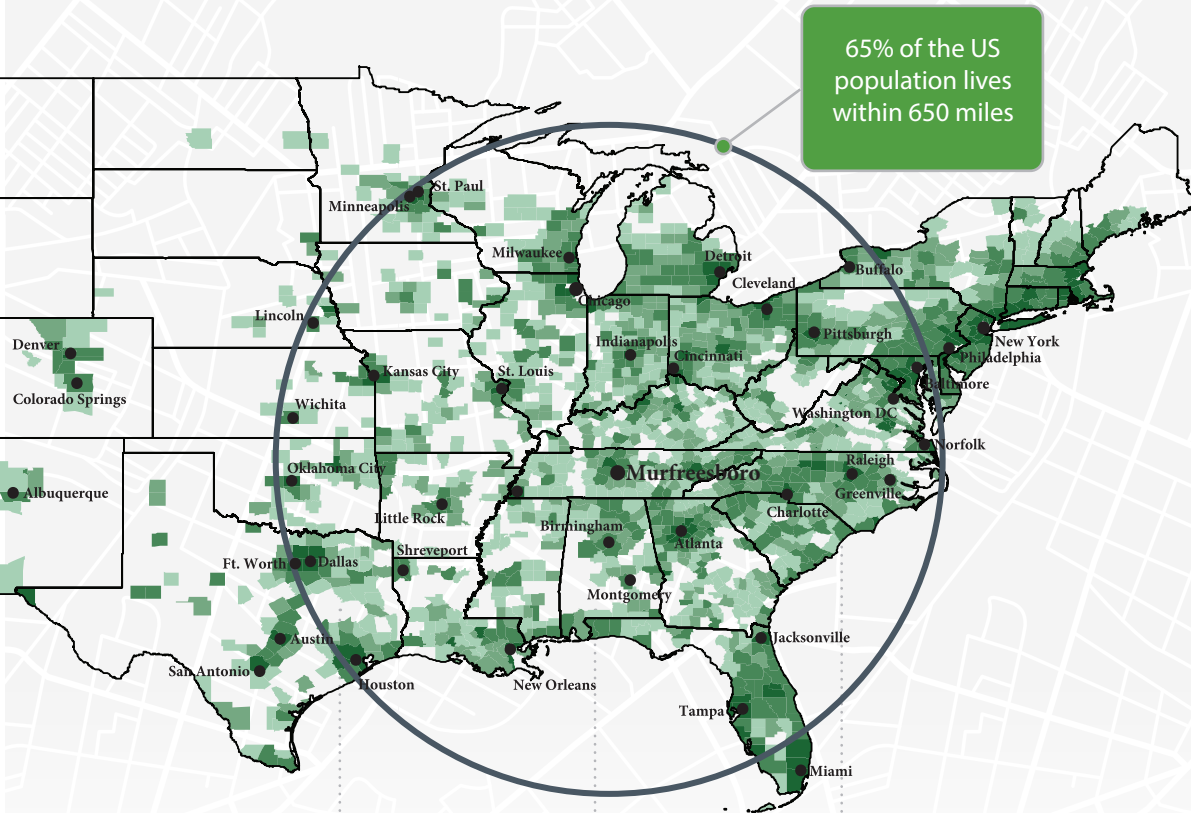 65% of the US
population lives
within 650 miles
St. Paul
Minneapolis
Milwaukee
Detroit
Buffalo
Cleveland
Chicago
Lincoln
New York
Pittsburgh
Indianapolis
Denver
Cincinnati
Philadelphia
Kansas City
St. Louis
Baltimore
Colorado Springs
Wichita
Washington DC
Norfolk
Raleigh
Oklahoma City
Murfreesboro
Albuquerque
Greenville
Little Rock
Charlotte
Birmingham
Atlanta
Shreveport
Ft. Worth
Dallas
Montgomery
Austin
Jacksonville
San Antonio
Houston
New Orleans
Tampa
Miami